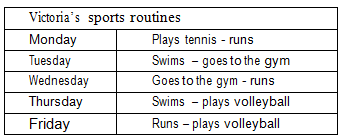 Victoria's sports routines
Monday Plays tennis - runs
Tuesday Swims – goes to the gym
Wednesday Goes to the gym - runs
Thursday Swims – plays volleyball
Friday Runs – plays volleyball